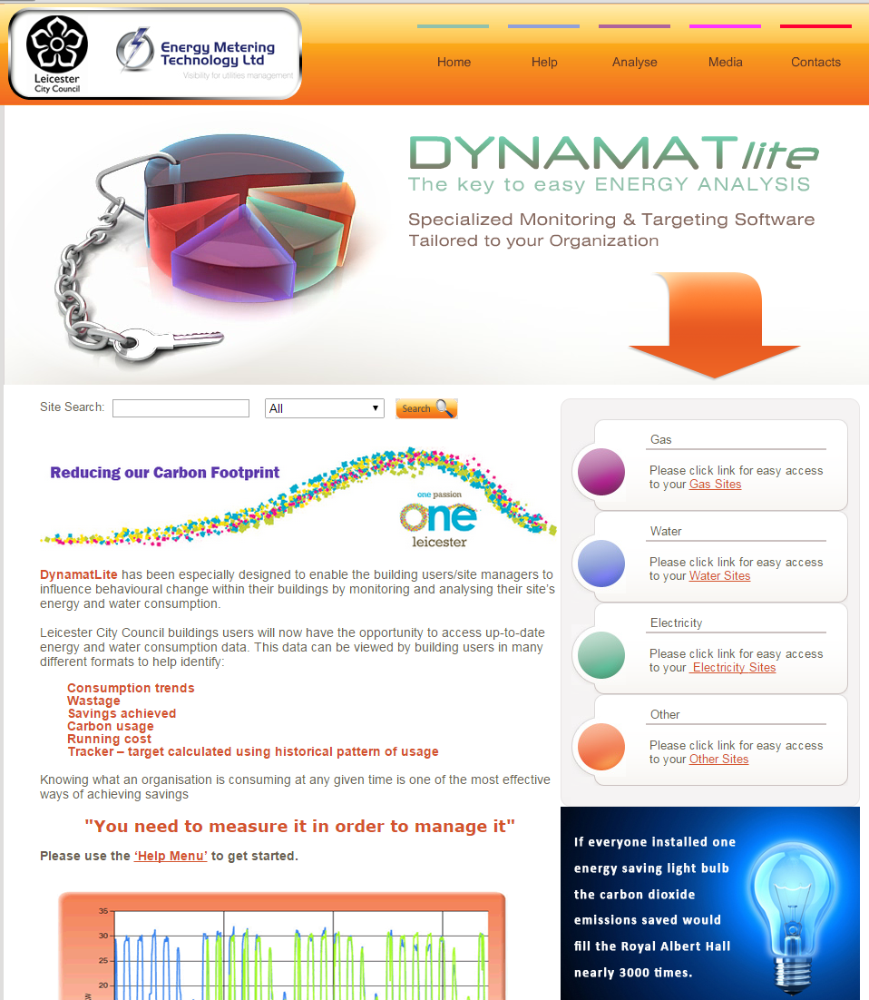 Leicester
City Council
Energy Metering
Technology Ltd
Visibility for utilities management
Home
Help
Analyse
Media
Contacts
DYNAMATlite
The key to easy ENERGY ANALYSIS
Specialized Monitoring & Targeting Software
Tailored to your Organization
Site Search:
All
Search
Reducing our Carbon Footprint
one passion
one
leicester
DynamatLite has been especially designed to enable the building users/site managers to
influence behavioural change within their buildings by monitoring and analysing their site's
energy and water consumption.
Leicester City Council buildings users will now have the opportunity to access up-to-date
energy and water consumption data. This data can be viewed by building users in many
different formats to help identify:
Consumption trends
Wastage
Savings achieved
Carbon usage
Running cost
Tracker – target calculated using historical pattern of usage
Knowing what an organisation is consuming at any given time is one of the most effective
ways of achieving savings
"You need to measure it in order to manage it"
Please use the ‘Help Menu’ to get started.
35
30
25
20
Gas
Please click link for easy access
to your Gas Sites
Water
Please click link for easy access
to your Water Sites
Electricity
Please click link for easy access
to your Electricity Sites
Other
Please click link for easy access
to your Other Sites
If everyone installed one
energy saving light bulb
the carbon dioxide
emissions saved would
fill the Royal Albert Hall
nearly 3000 times.